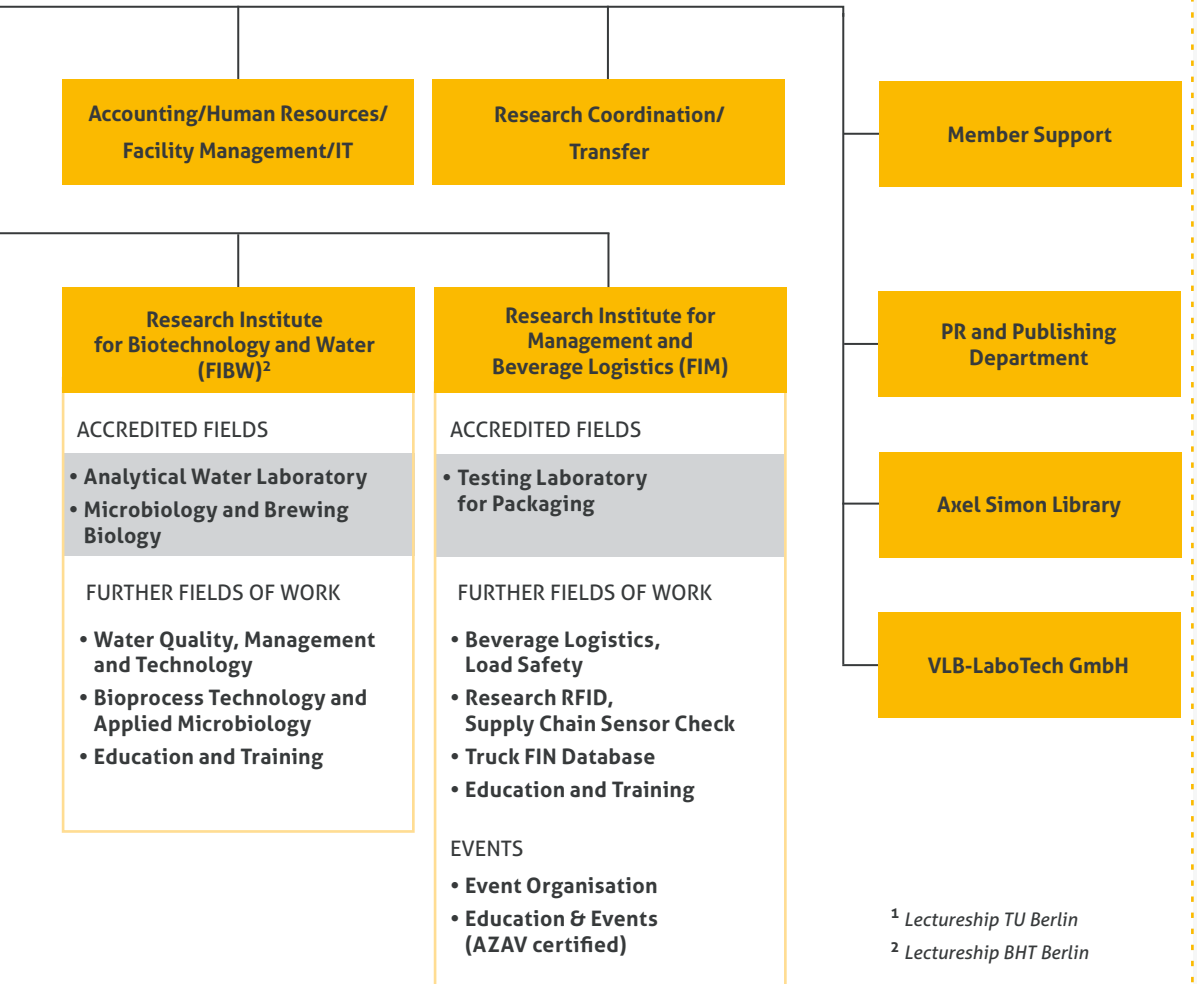 Accounting/Human Resources/
Facility Management/IT
Research Coordination/
Transfer
Member Support
Research Institute
for Biotechnology and Water
(FIBW)²
ACCREDITED FIELDS
• Analytical Water Laboratory
• Microbiology and Brewing
Biology
FURTHER FIELDS OF WORK
• Water Quality, Management
and Technology
• Bioprocess Technology and
Applied Microbiology
• Education and Training
Research Institute for
Management and
Beverage Logistics (FIM)
ACCREDITED FIELDS
• Testing Laboratory
for Packaging
FURTHER FIELDS OF WORK
• Beverage Logistics,
Load Safety
• Research RFID,
Supply Chain Sensor Check
• Truck FIN Database
• Education and Training
EVENTS
• Event Organisation
• Education & Events
(AZAV certified)
PR and Publishing
Department
Axel Simon Library
VLB-LaboTech GmbH
¹ Lectureship TU Berlin
² Lectureship BHT Berlin